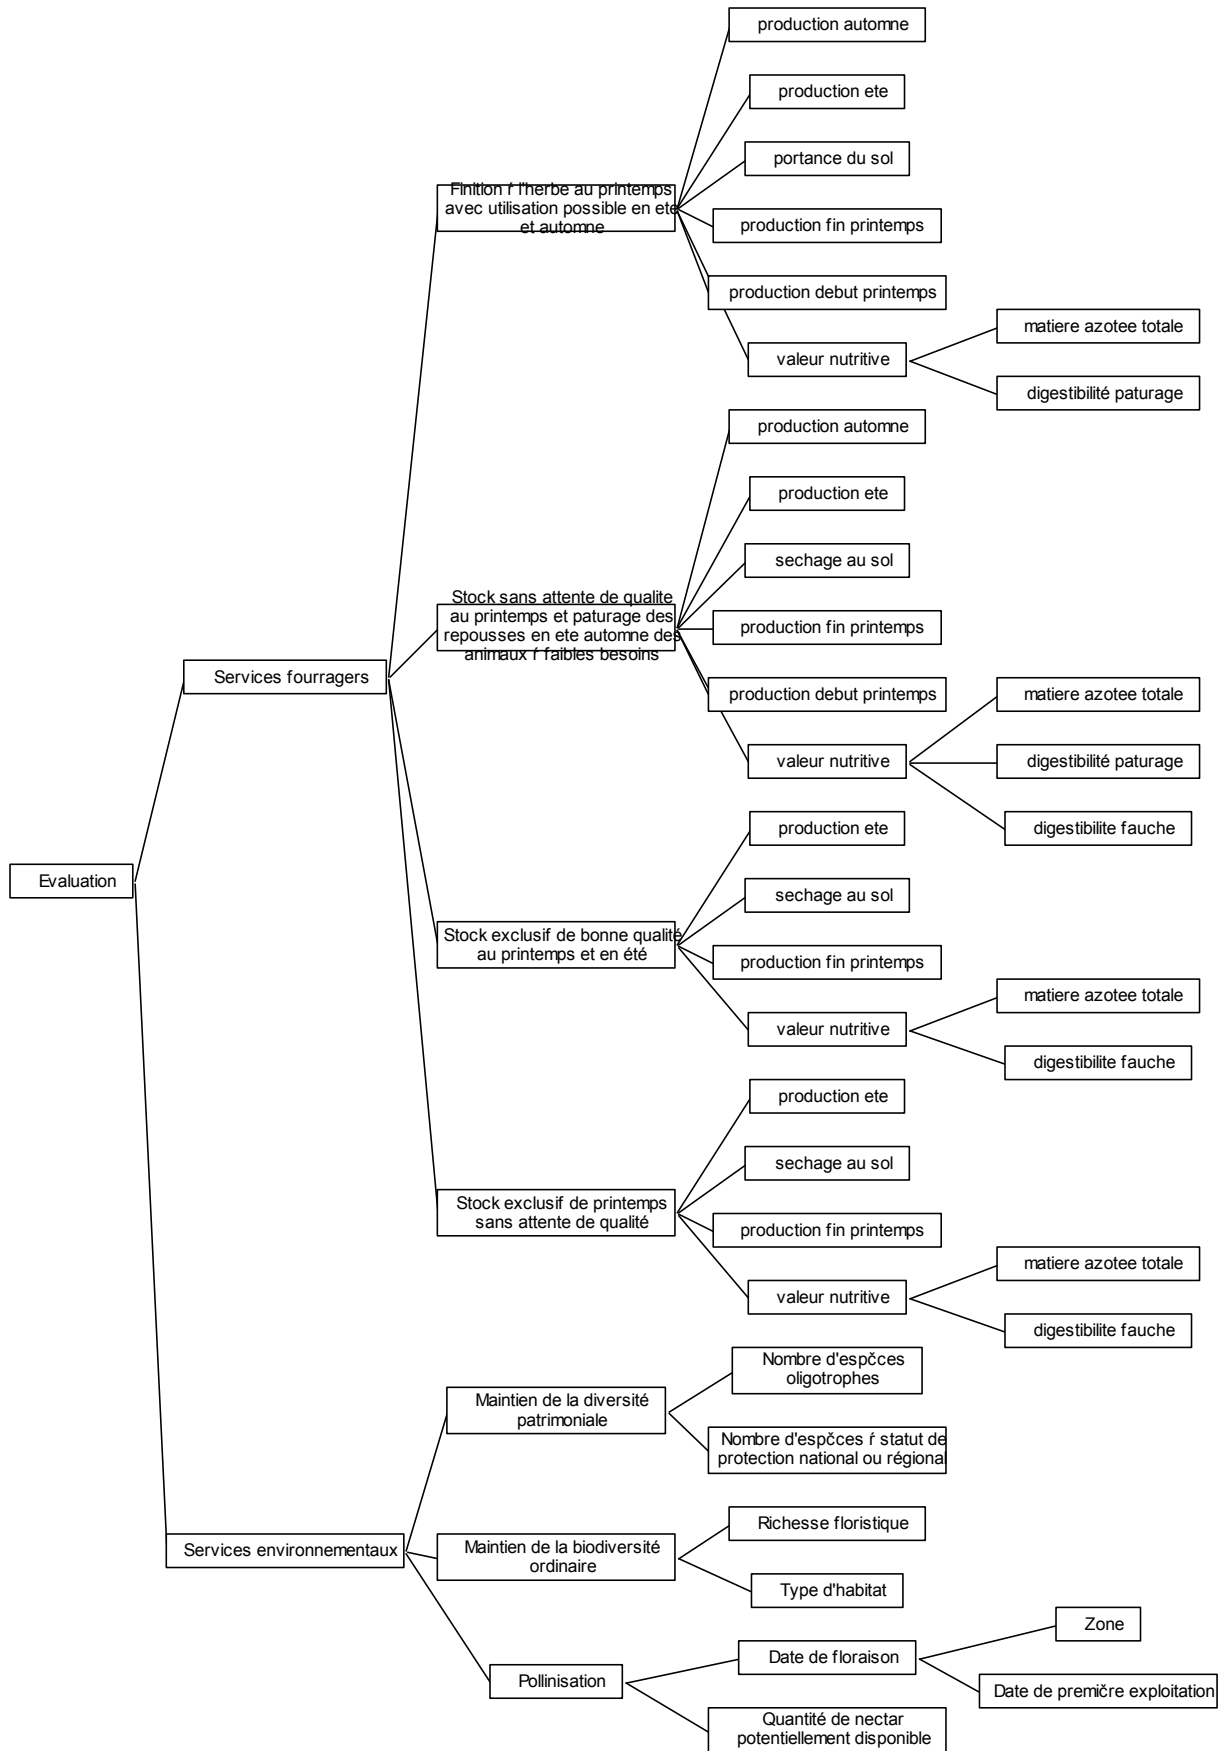 production automne
production ete
portance du sol
Finition ŕ l'herbe au printemps
avec utilisation possible en ete
et automne
production fin printemps
production debut printemps
matiere azotee totale
valeur nutritive
digestibilité paturage
production automne
production ete
sechage au sol
Stock sans attente de qualite
au printemps et paturage des
repousses en ete automne des
animaux ŕ faibles besoins
production fin printemps
Services fourragers
production debut printemps
matiere azotee totale
valeur nutritive
digestibilité paturage
digestibilite fauche
production ete
Evaluation
sechage au sol
Stock exclusif de bonne qualité
au printemps et en été
production fin printemps
matiere azotee totale
valeur nutritive
digestibilite fauche
production ete
sechage au sol
Stock exclusif de printemps
sans attente de qualité
production fin printemps
matiere azotee totale
valeur nutritive
digestibilite fauche
Nombre d'espčces
oligotrophes
Maintien de la diversité
patrimoniale
Nombre d'espčces ŕ statut de
protection national ou régional
Richesse floristique
Services environnementaux
Maintien de la biodiversité
ordinaire
Type d'habitat
Zone
Date de floraison
Pollinisation
Date de premičre exploitation
Quantité de nectar
potentiellement disponible